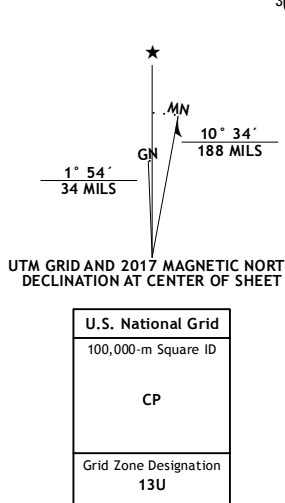 ★
MN
GN
10° 34´
188 MILS
1° 54´
34 MILS
UTM GRID AND 2017 MAGNETIC NORT
DECLINATION AT CENTER OF SHEET
U.S. National Grid
100,000-m Square ID
CP
Grid Zone Designation
13U